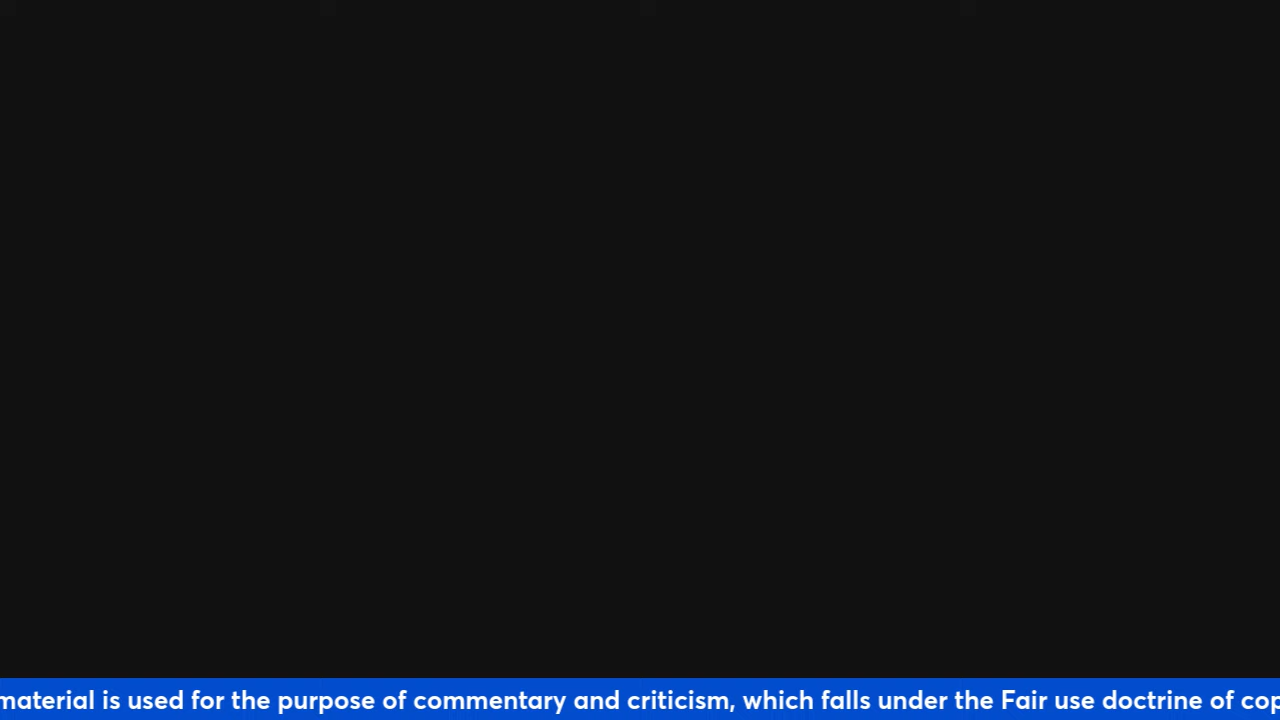 material is used for the purpose of commentary and criticism, which falls under the Fair use doctrine of cop